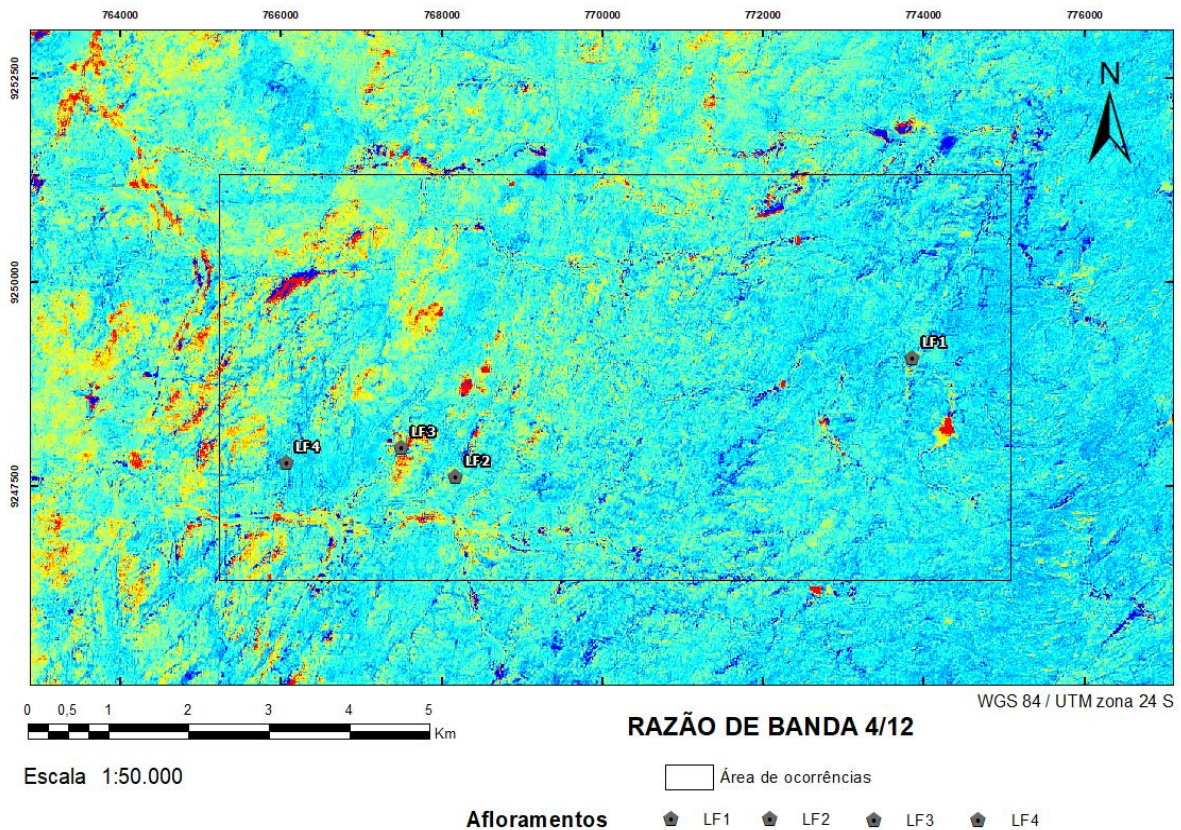 764000 766000 768000 770000 772000 774000 776000
9252500
N
9250000
LF1
LF3
LF4
LF2
9247500
WGS 84 / UTM zona 24 S
0 0,5 1 2 3 4 5
Km
RAZÃO DE BANDA 4/12
Escala 1:50.000
Área de ocorrências
Afloramentos LF1 LF2 LF3 LF4